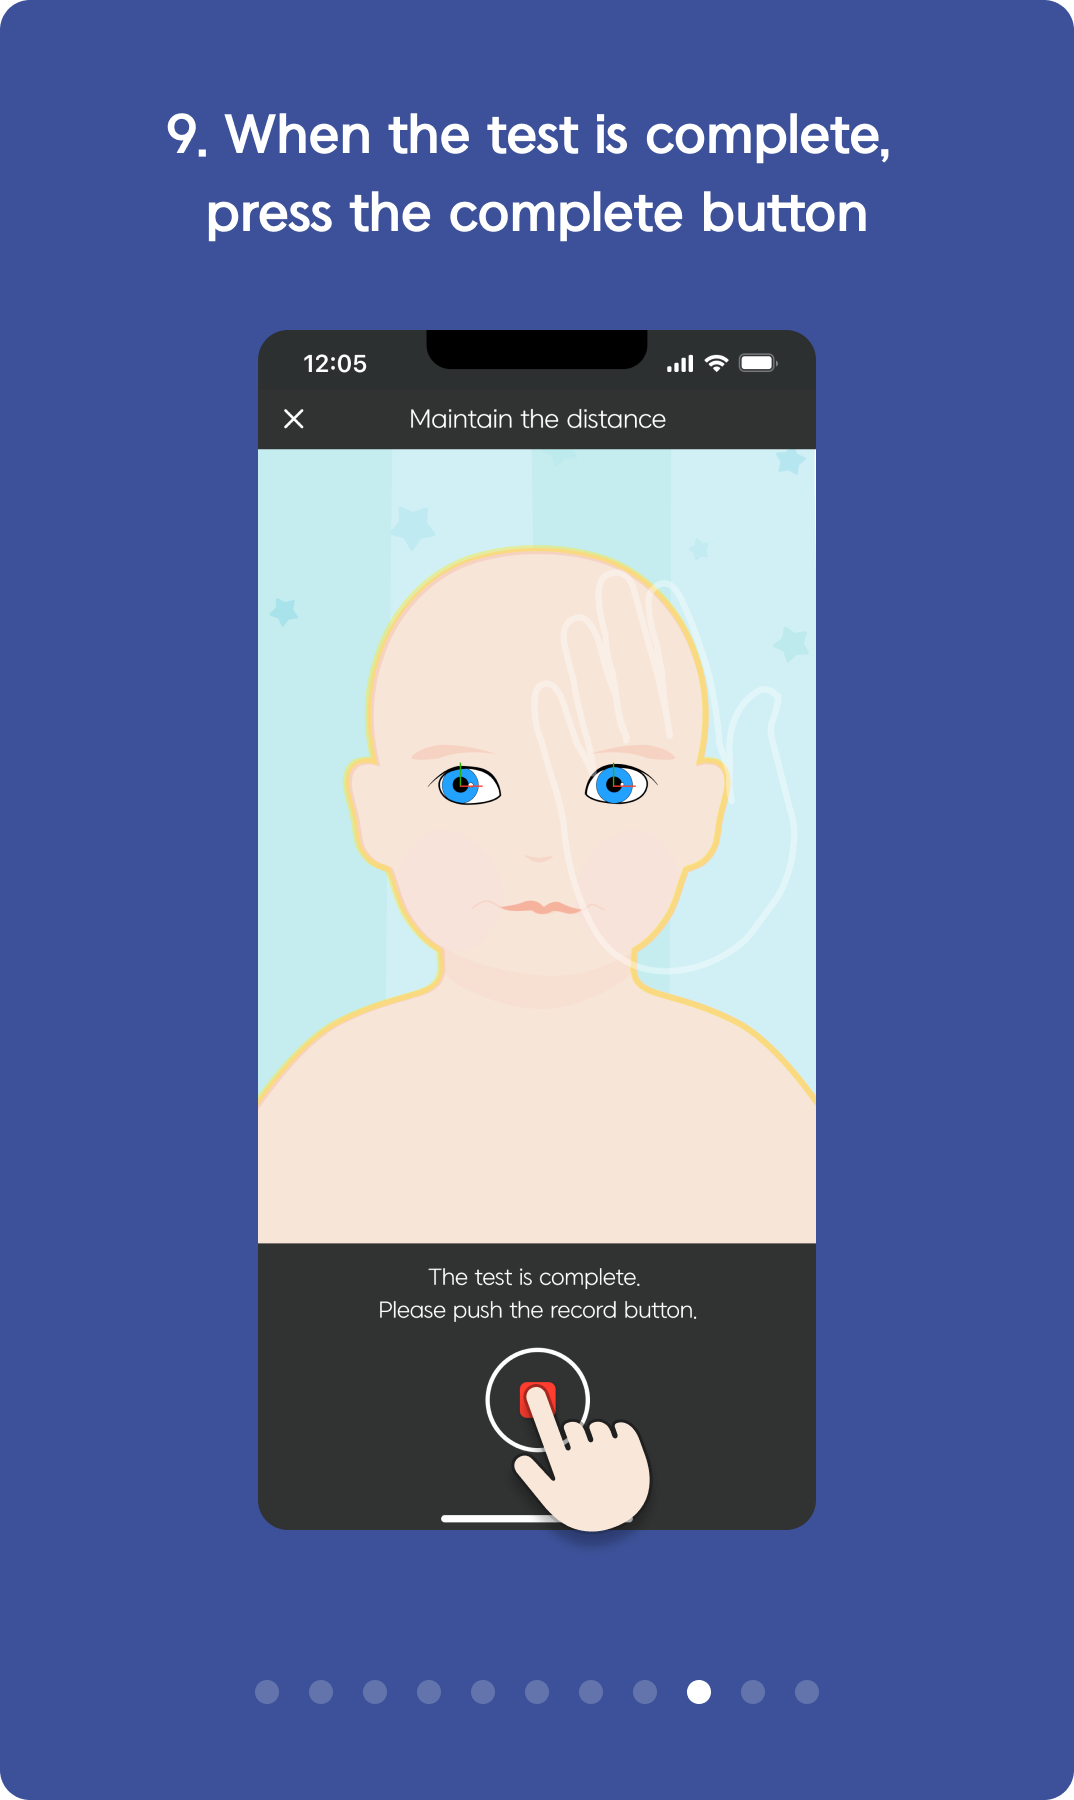 9. When the test is complete,
press the complete button
12:05
Maintain the distance
The test is complete.
Please push the record button.